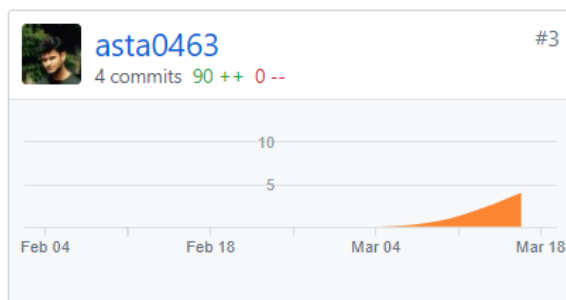 asta0463
#3
4 commits 90 ++ 0 --
10
5
Feb 04 Feb 18 Mar 04 Mar 18